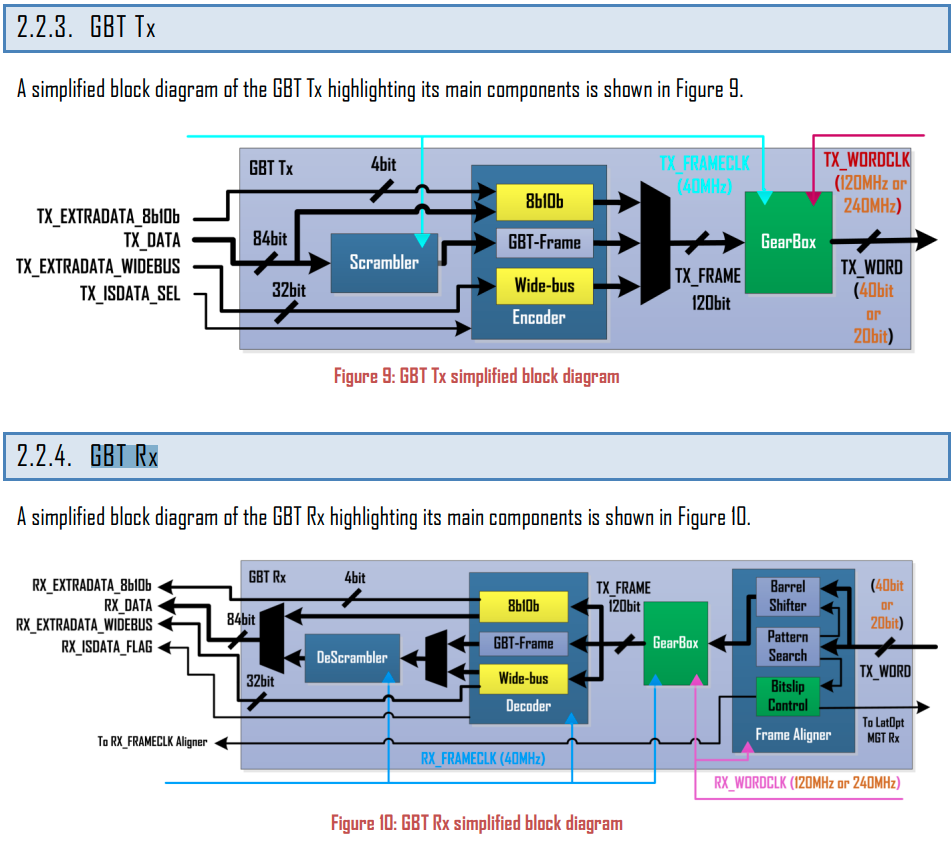 2.2.3. GBT Tx
A simplified block diagram of the GBT Tx highlighting its main components is shown in Figure 9.
GBT Tx
4bit
TX_FRAMECLK
(40MHz)
TX_WORDCLK
(120MHz or
240MHz)
TX_EXTRADATA_8b10b
TX_DATA
TX_EXTRADATA_WIDEBUS
TX_ISDATA_SEL
84bit
32bit
Scrambler
8b10b
GBT-Frame
Wide-bus
Encoder
TX_FRAME
120bit
GearBox
TX_WORD
(40bit
or
20bit)
Figure 9: GBT Tx simplified block diagram
2.2.4. GBT Rx
A simplified block diagram of the GBT Rx highlighting its main components is shown in Figure 10.
GBT Rx
4bit
RX_EXTRADATA_8b10b
RX_DATA
RX_EXTRADATA_WIDEBUS
RX_ISDATA_FLAG
84bit
32bit
DeScrambler
8b10b
GBT-Frame
Wide-bus
Decoder
TX_FRAME
120bit
GearBox
Barrel
Shifter
Pattern
Search
Bitslip
Control
Frame Aligner
(40bit
or
20bit)
TX_WORD
To LatOpt
MGT Rx
To RX_FRAMECLK Aligner
RX_FRAMECLK (40MHz)
RX_WORDCLK (120MHz or 240MHz)
Figure 10: GBT Rx simplified block diagram